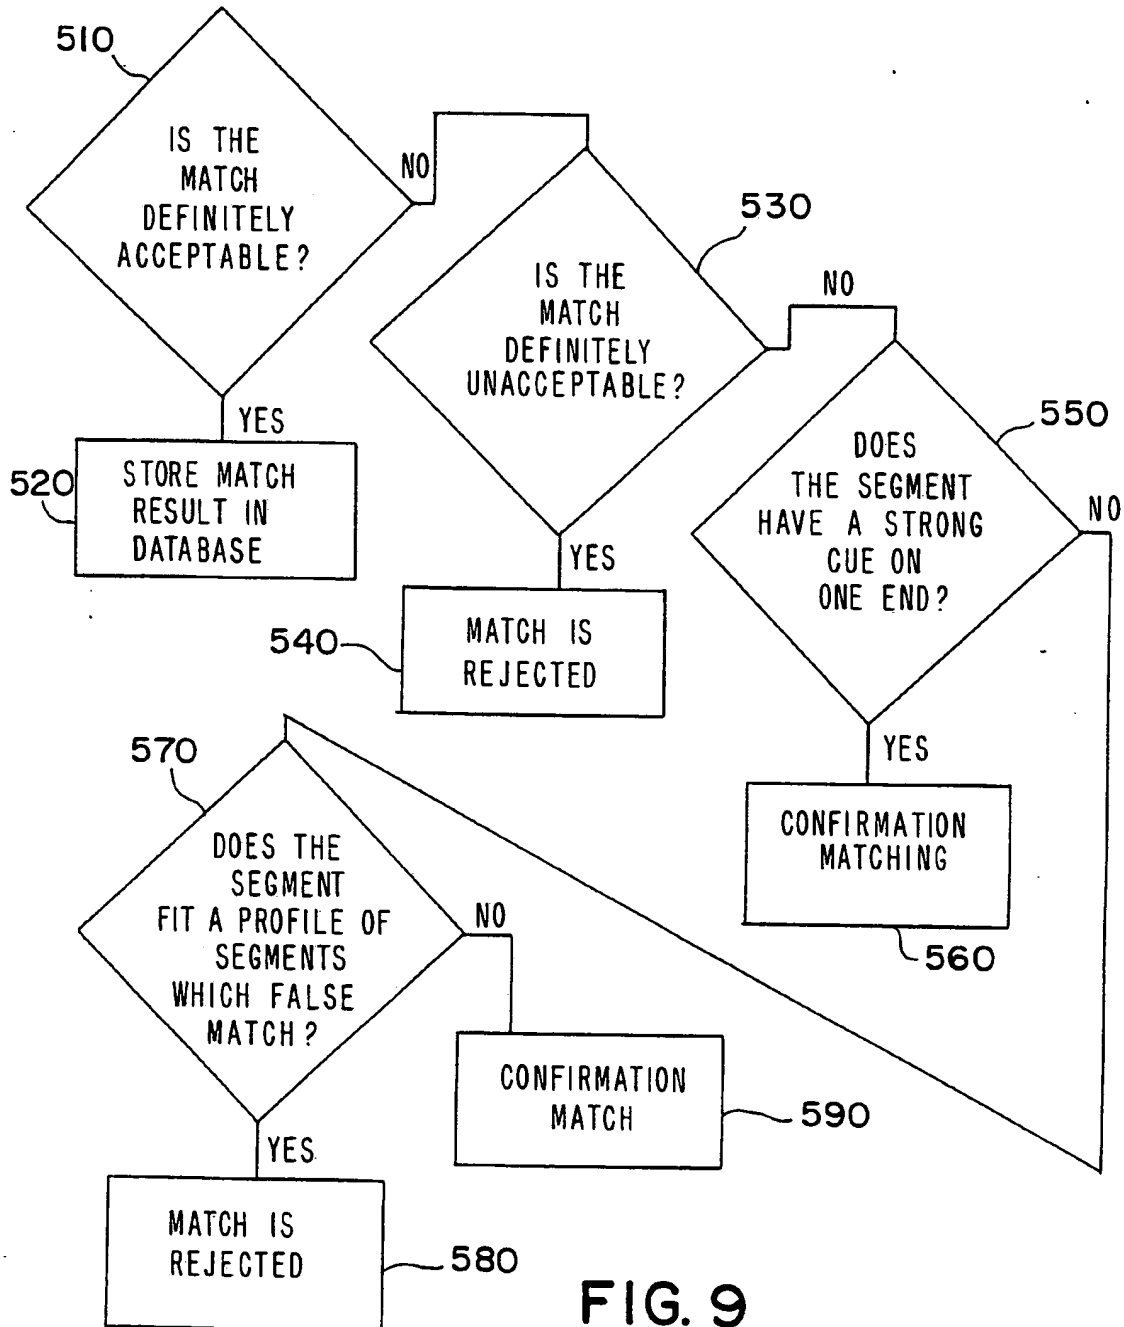 510
IS THE
MATCH
DEFINITELY
ACCEPTABLE?
NO
YES
520
STORE MATCH
RESULT IN
DATABASE
530
IS THE
MATCH
DEFINITELY
UNACCEPTABLE?
NO
YES
540
MATCH IS
REJECTED
550
DOES
THE SEGMENT
HAVE A STRONG
CUE ON
ONE END?
NO
YES
CONFIRMATION
MATCHING
560
570
DOES THE
SEGMENT
FIT A PROFILE OF
SEGMENTS
WHICH FALSE
MATCH?
NO
YES
CONFIRMATION
MATCH
590
MATCH IS
REJECTED
580
FIG. 9